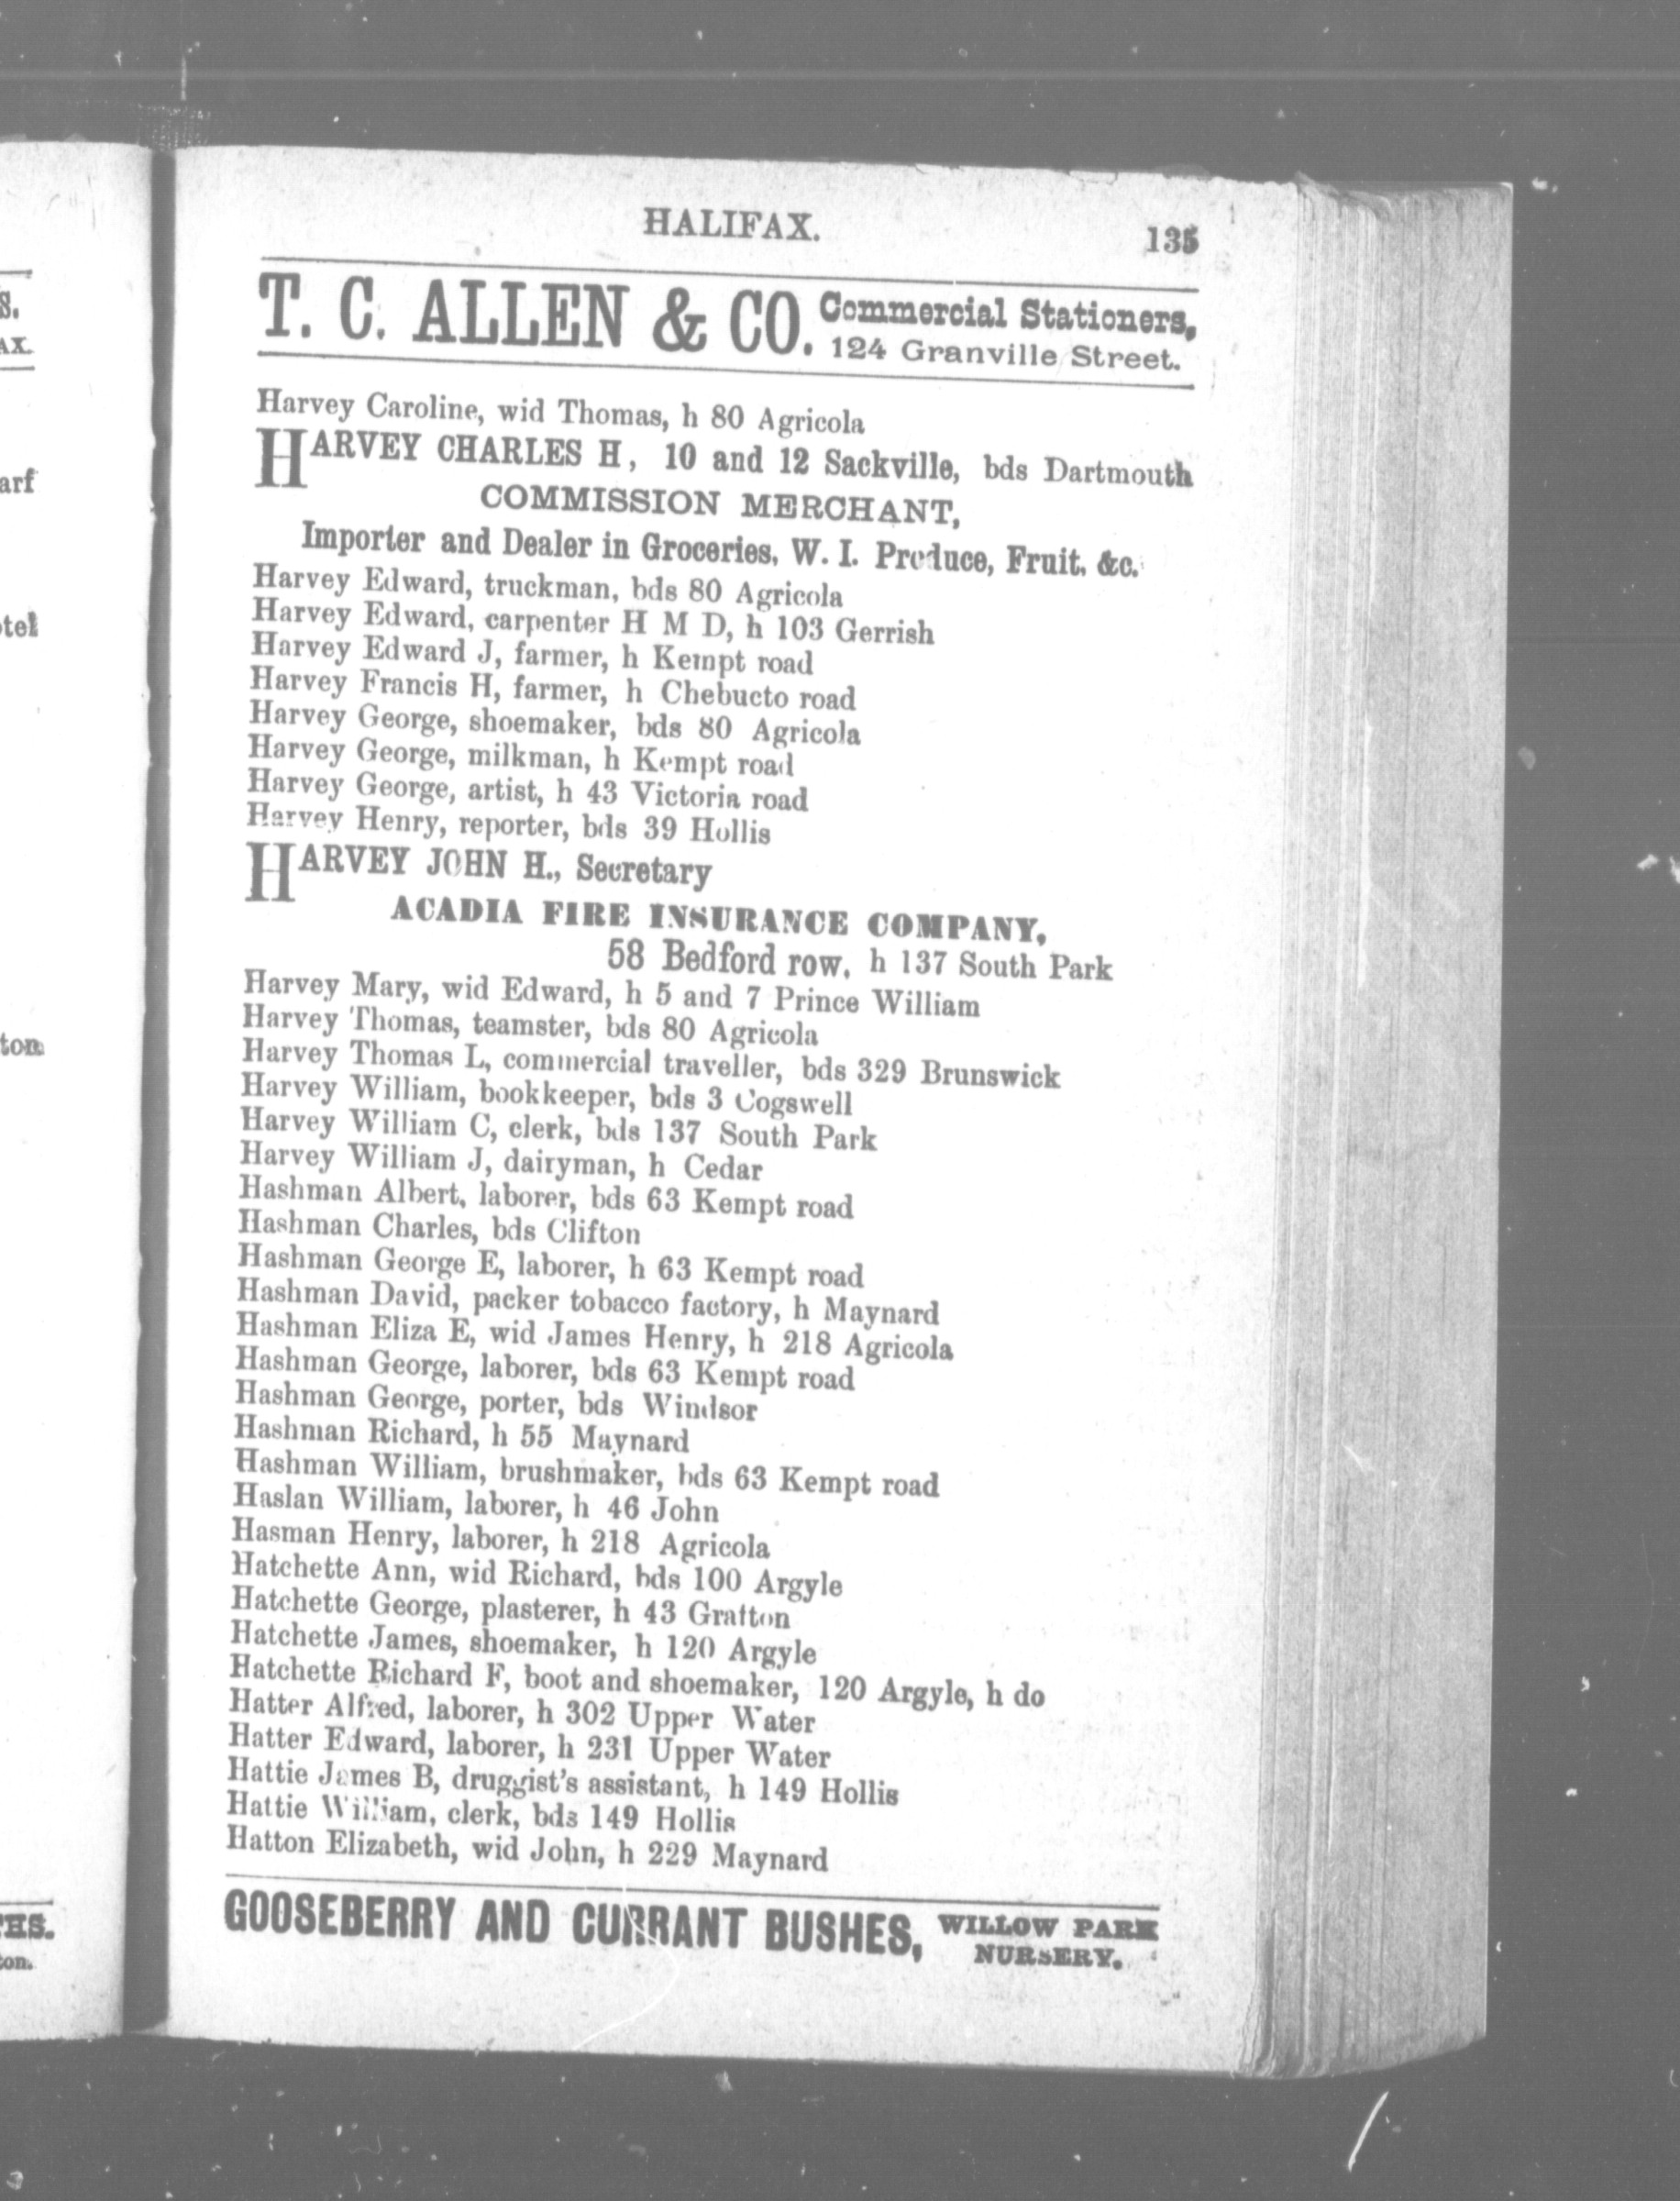 HALIFAX.
135
T. C. ALLEN & CO. Commercial Stationers,
124 Granville Street.
Harvey Caroline, wid Thomas, h 80 Agricola
HARVEY CHARLES H, 10 and 12 Sackville, bds Dartmouth
COMMISSION MERCHANT,
Importer and Dealer in Groceries, W. I. Produce, Fruit, &c.
Harvey Edward, truckman, bds 80 Agricola
Harvey Edward, carpenter H M D, h 103 Gerrish
Harvey Edward J, farmer, h Kempt road
Harvey Francis H, farmer, h Chebucto road
Harvey George, shoemaker, bds 80 Agricola
Harvey George, milkman, h Kempt road
Harvey George, artist, h 43 Victoria road
Harvey Henry, reporter, bds 39 Hollis
HARVEY JOHN H., Secretary
ACADIA FIRE INSURANCE COMPANY,
58 Bedford row, h 137 South Park
Harvey Mary, wid Edward, h 5 and 7 Prince William
Harvey Thomas, teamster, bds 80 Agricola
Harvey Thomas L, commercial traveller, bds 329 Brunswick
Harvey William, bookkeeper, bds 3 Cogswell
Harvey William C, clerk, bds 137 South Park
Harvey William J, dairyman, h Cedar
Hashman Albert, laborer, bds 63 Kempt road
Hashman Charles, bds Clifton
Hashman George E, laborer, h 63 Kempt road
Hashman David, packer tobacco factory, h Maynard
Hashman Eliza E, wid James Henry, h 218 Agricola
Hashman George, laborer, bds 63 Kempt road
Hashman George, porter, bds Windsor
Hashman Richard, h 55 Maynard
Hashman William, brushmaker, bds 63 Kempt road
Haslan William, laborer, h 46 John
Hasman Henry, laborer, h 218 Agricola
Hatchette Ann, wid Richard, bds 100 Argyle
Hatchette George, plasterer, h 43 Grafton
Hatchette James, shoemaker, h 120 Argyle
Hatchette Richard F, boot and shoemaker, 120 Argyle, h do
Hatter Alfred, laborer, h 302 Upper Water
Hatter Edward, laborer, h 231 Upper Water
Hattie James B, druggist's assistant, h 149 Hollis
Hattie William, clerk, bds 149 Hollis
Hatton Elizabeth, wid John, h 229 Maynard
GOOSEBERRY AND CURRANT BUSHES, WILLOW PARK
NURSERY.